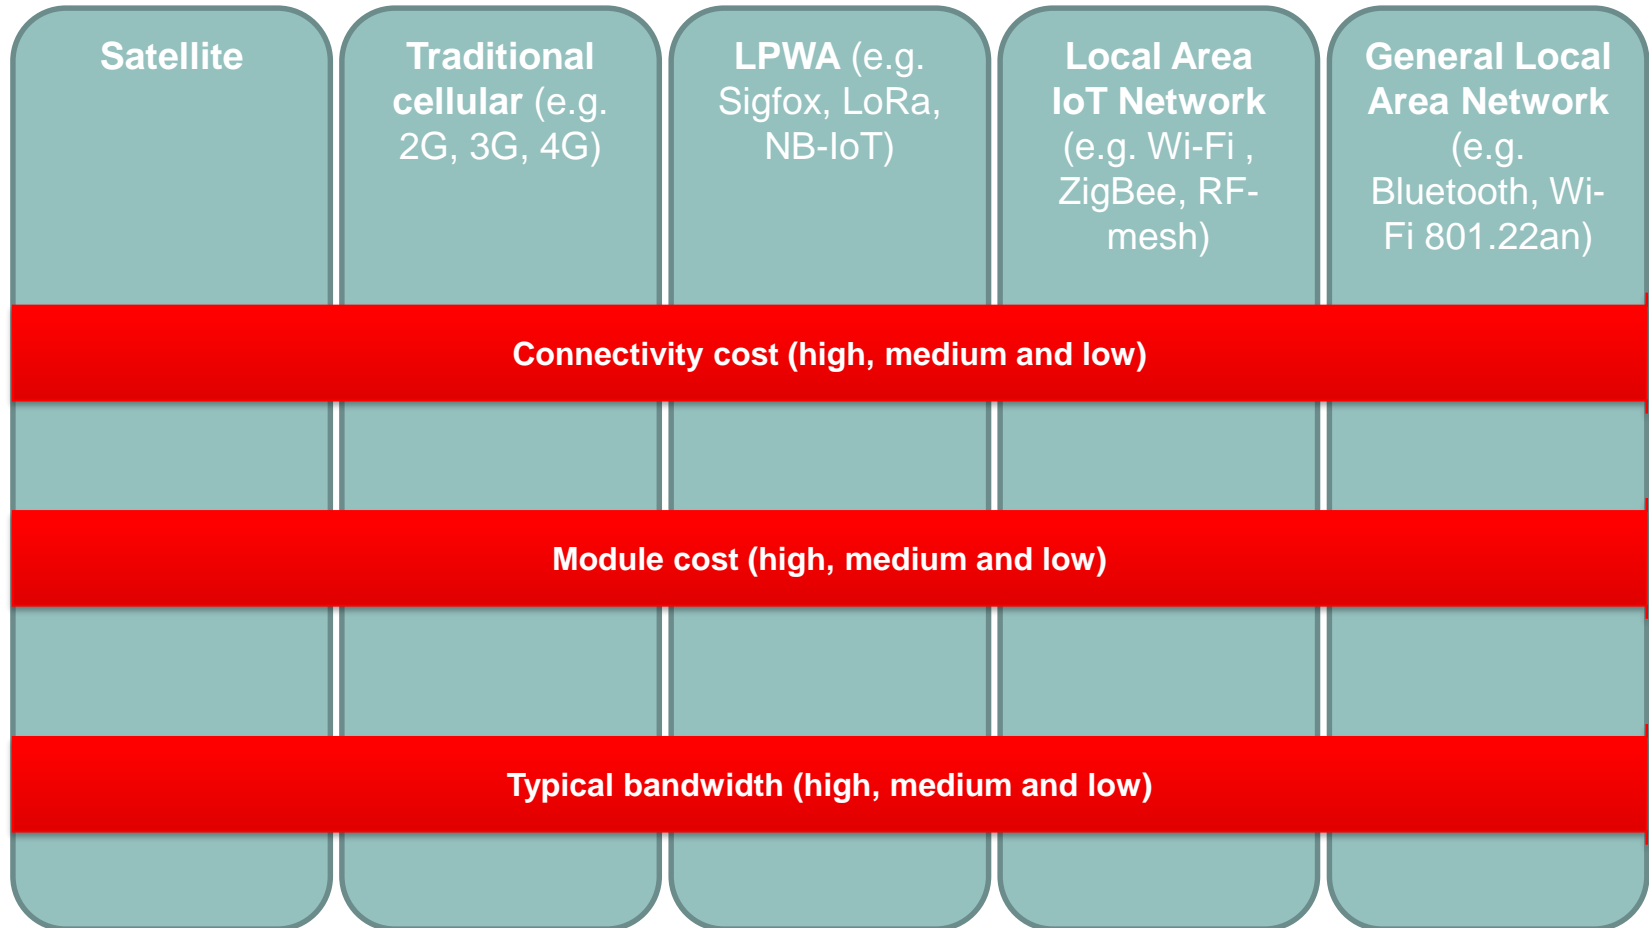 Satellite
Traditional
cellular (e.g.
2G, 3G, 4G)
LPWA (e.g.
Sigfox, LoRa,
NB-IoT)
Local Area
IoT Network
(e.g. Wi-Fi ,
ZigBee, RF-
mesh)
General Local
Area Network
(e.g.
Bluetooth, Wi-
Fi 801.22an)
Connectivity cost (high, medium and low)
Module cost (high, medium and low)
Typical bandwidth (high, medium and low)